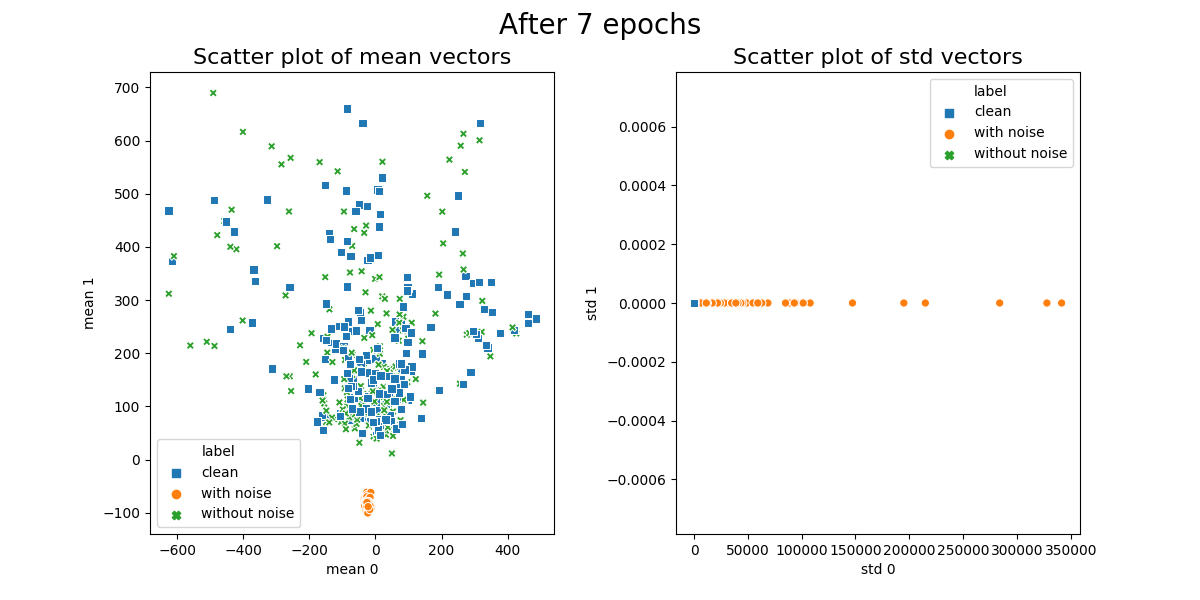 After 7 epochs
Scatter plot of mean vectors
700
600
500
400
300
200
100
0
−100
mean 1
label
clean
with noise
without noise
−600
−400
−200
0
200
400
mean 0
Scatter plot of std vectors
0.0006
0.0004
0.0002
0.0000
−0.0002
−0.0004
−0.0006
std 1
label
clean
with noise
without noise
0
50000
100000
150000
200000
250000
300000
350000
std 0